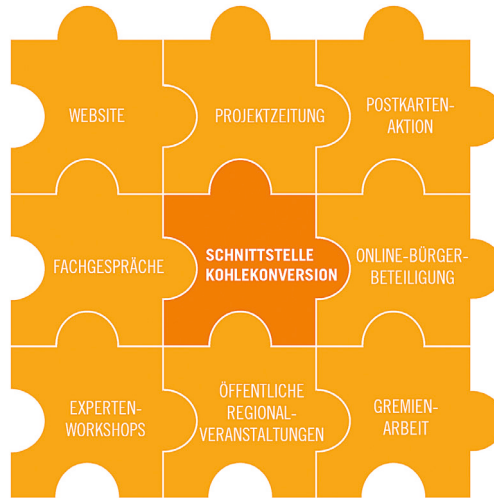 WEBSITE
PROJEKTZEITUNG
POSTKARTEN-
AKTION
FACHGESPRÄCHE
SCHNITTSTELLE
KOHLEKONVERSION
ONLINE-BÜRGER-
BETEILIGUNG
EXPERTEN-
WORKSHOPS
ÖFFENTLICHE
REGIONAL-
VERANSTALTUNGEN
GREMIEN-
ARBEIT